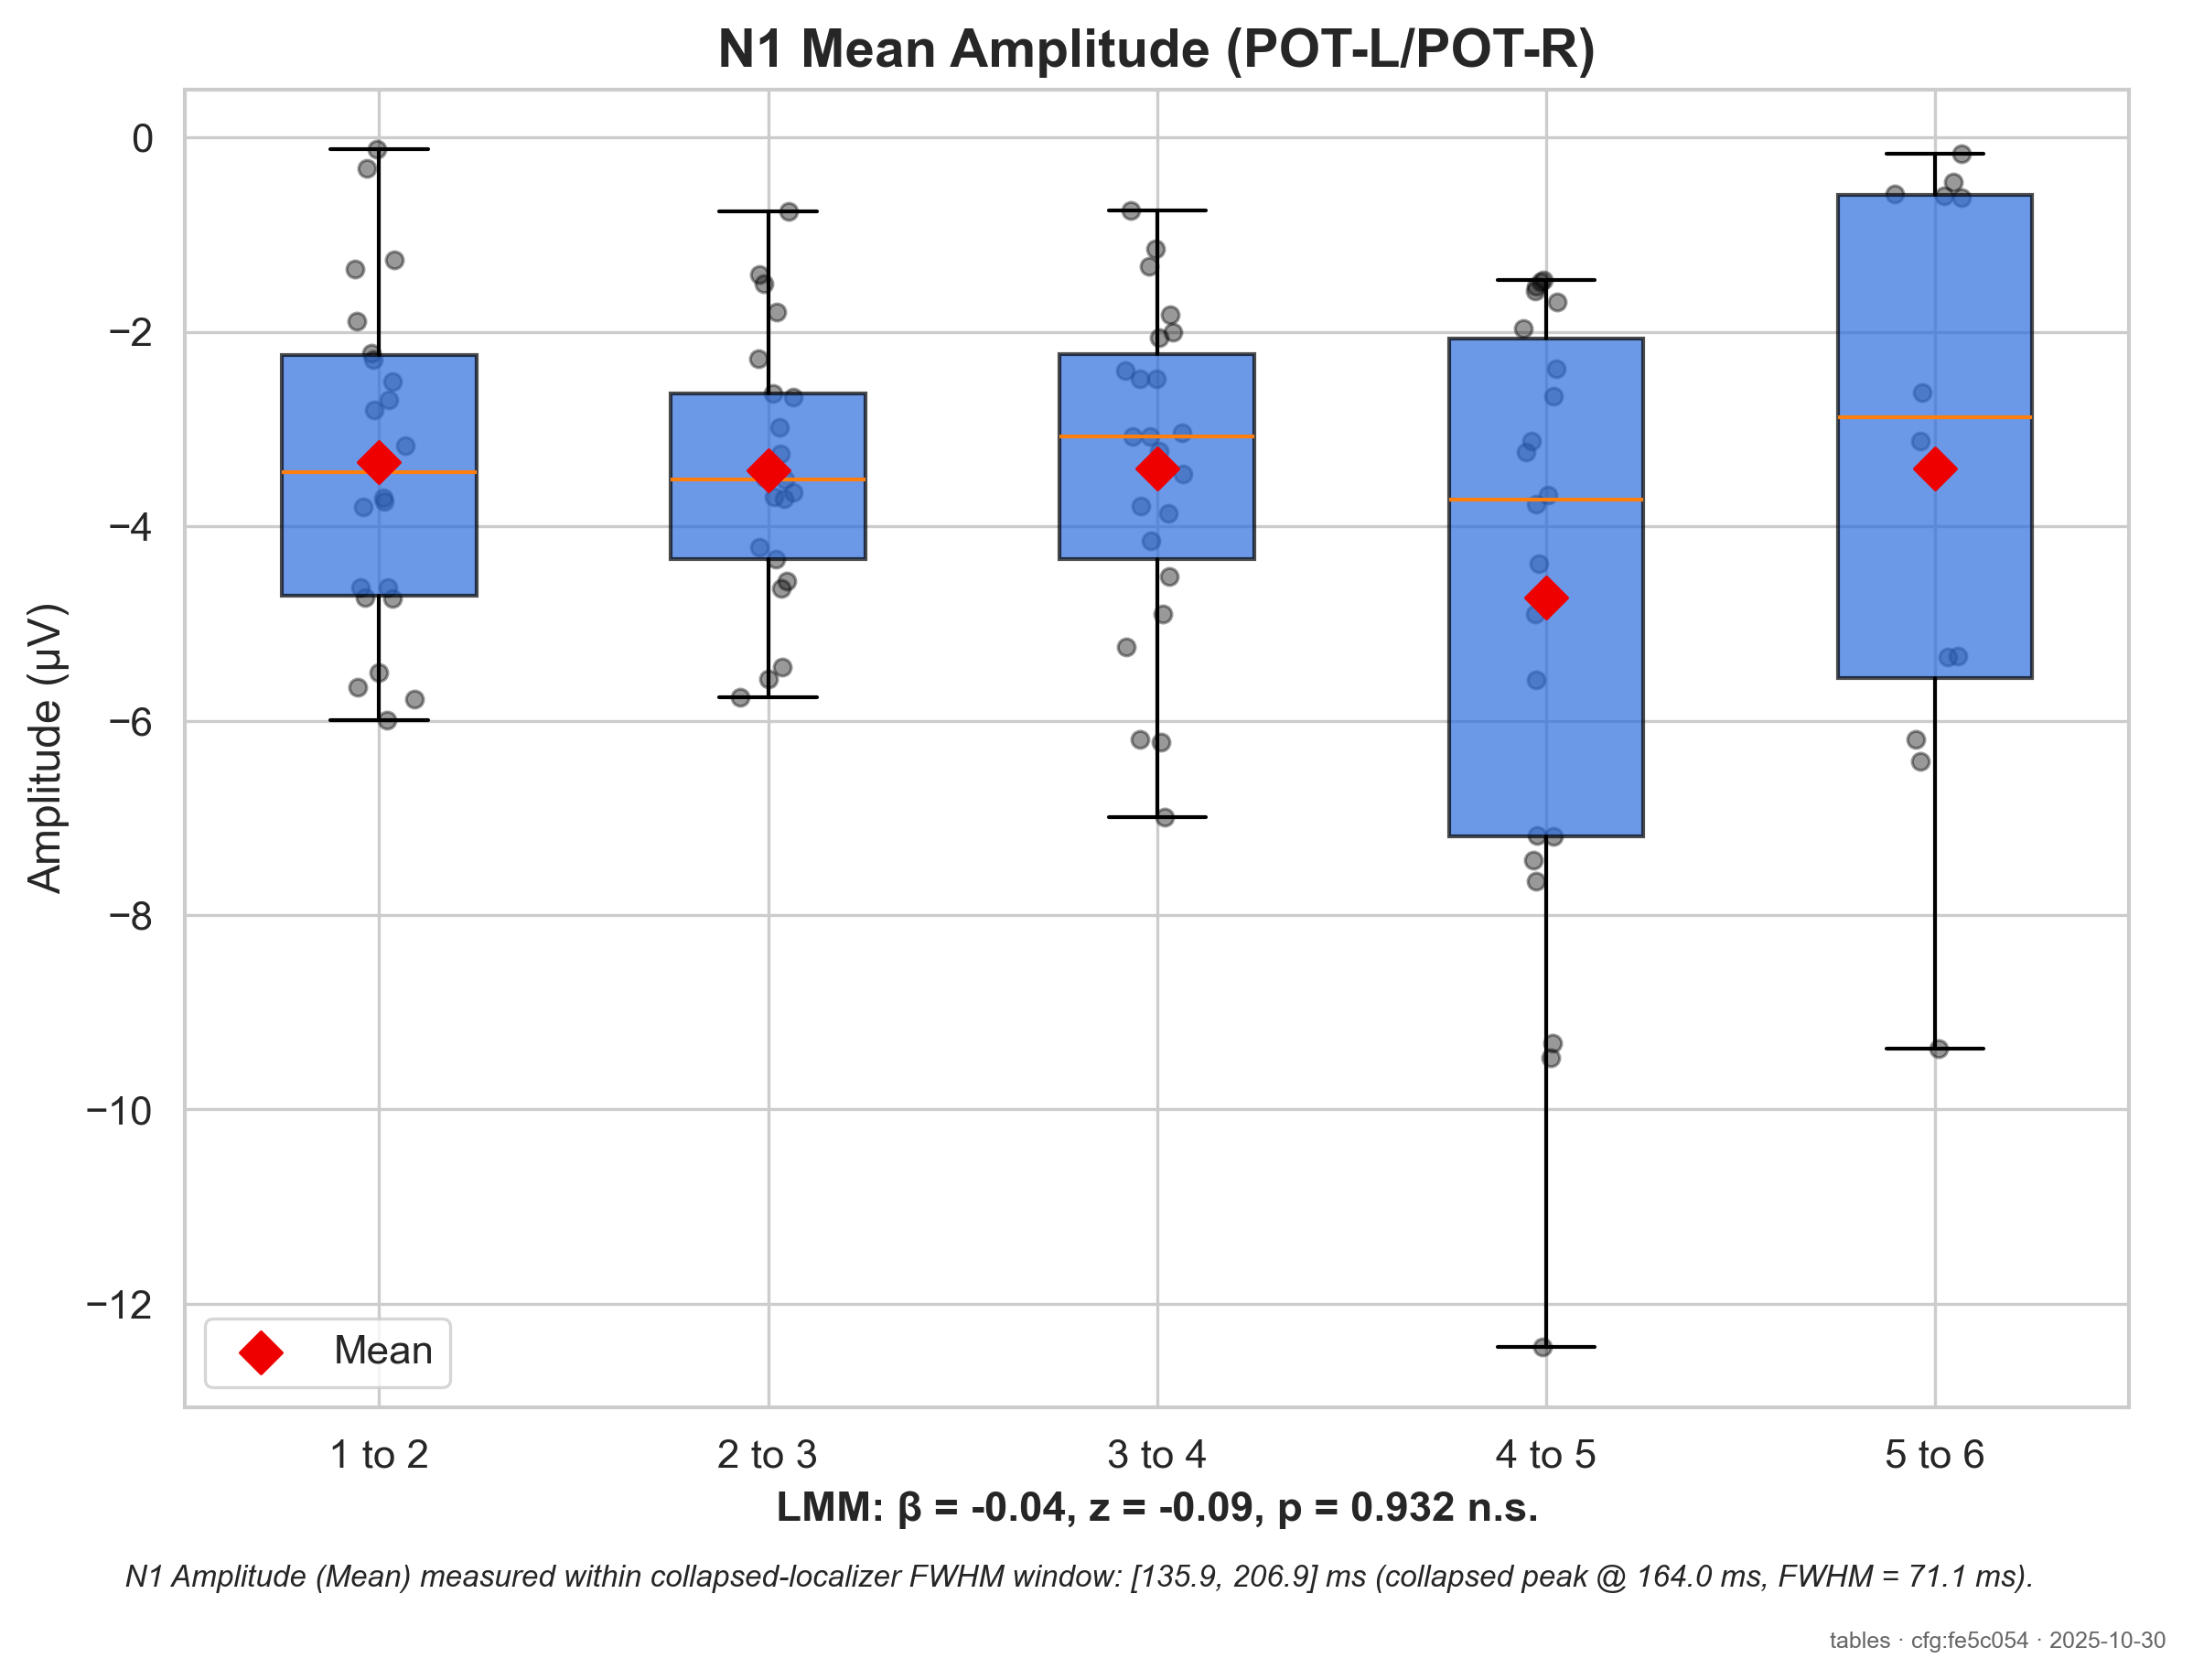 N1 Mean Amplitude (POT-L/POT-R)
Amplitude (µV)
0
−2
−4
−6
−8
−10
−12
Mean
1 to 2
2 to 3
3 to 4
4 to 5
5 to 6
LMM: β = -0.04, z = -0.09, p = 0.932 n.s.
N1 Amplitude (Mean) measured within collapsed-localizer FWHM window: [135.9, 206.9] ms (collapsed peak @ 164.0 ms, FWHM = 71.1 ms).
tables · cfg:fe5c054 · 2025-10-30